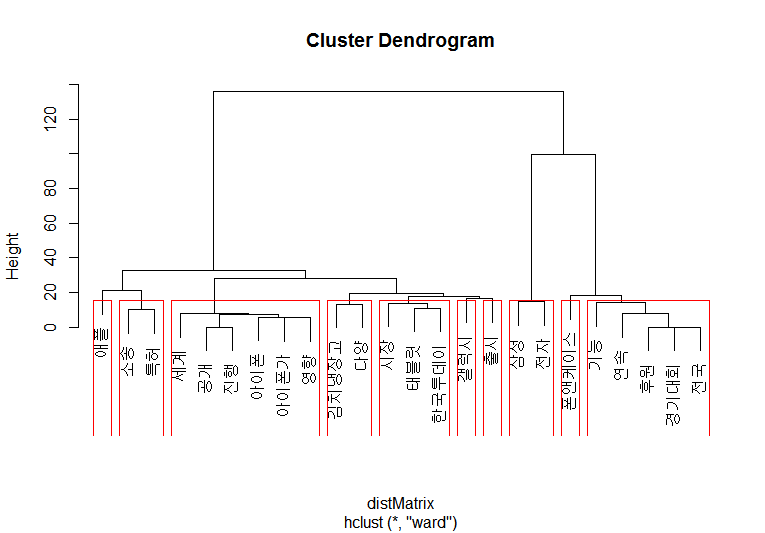 Cluster Dendrogram
Height
0
20
40
60
80
120
애플
소송
특허
세계
공개
진행
아이폰
아이폰가
영향
김치냉장고
다양
시장
태블릿
한국투데이
갤럭시
출시
삼성
전자
폰앤케이스
기능
연속
후원
경기대회
전국
distMatrix
hclust (*, "ward")